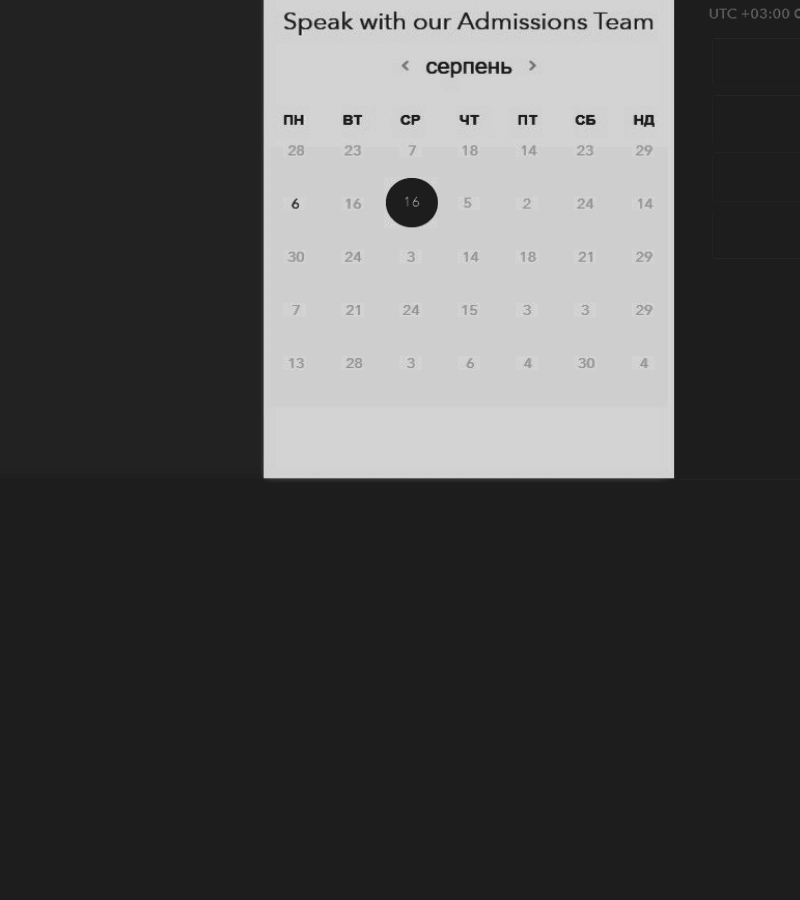 Speak with our Admissions Team
UTC +03:00
< серпень >
ПН ВТ СР ЧТ ПТ СБ НД
28 23 7 18 14 23 29
6 16 16 5 2 24 14
30 24 3 14 18 21 29
7 21 24 15 3 3 29
13 28 3 6 4 30 4